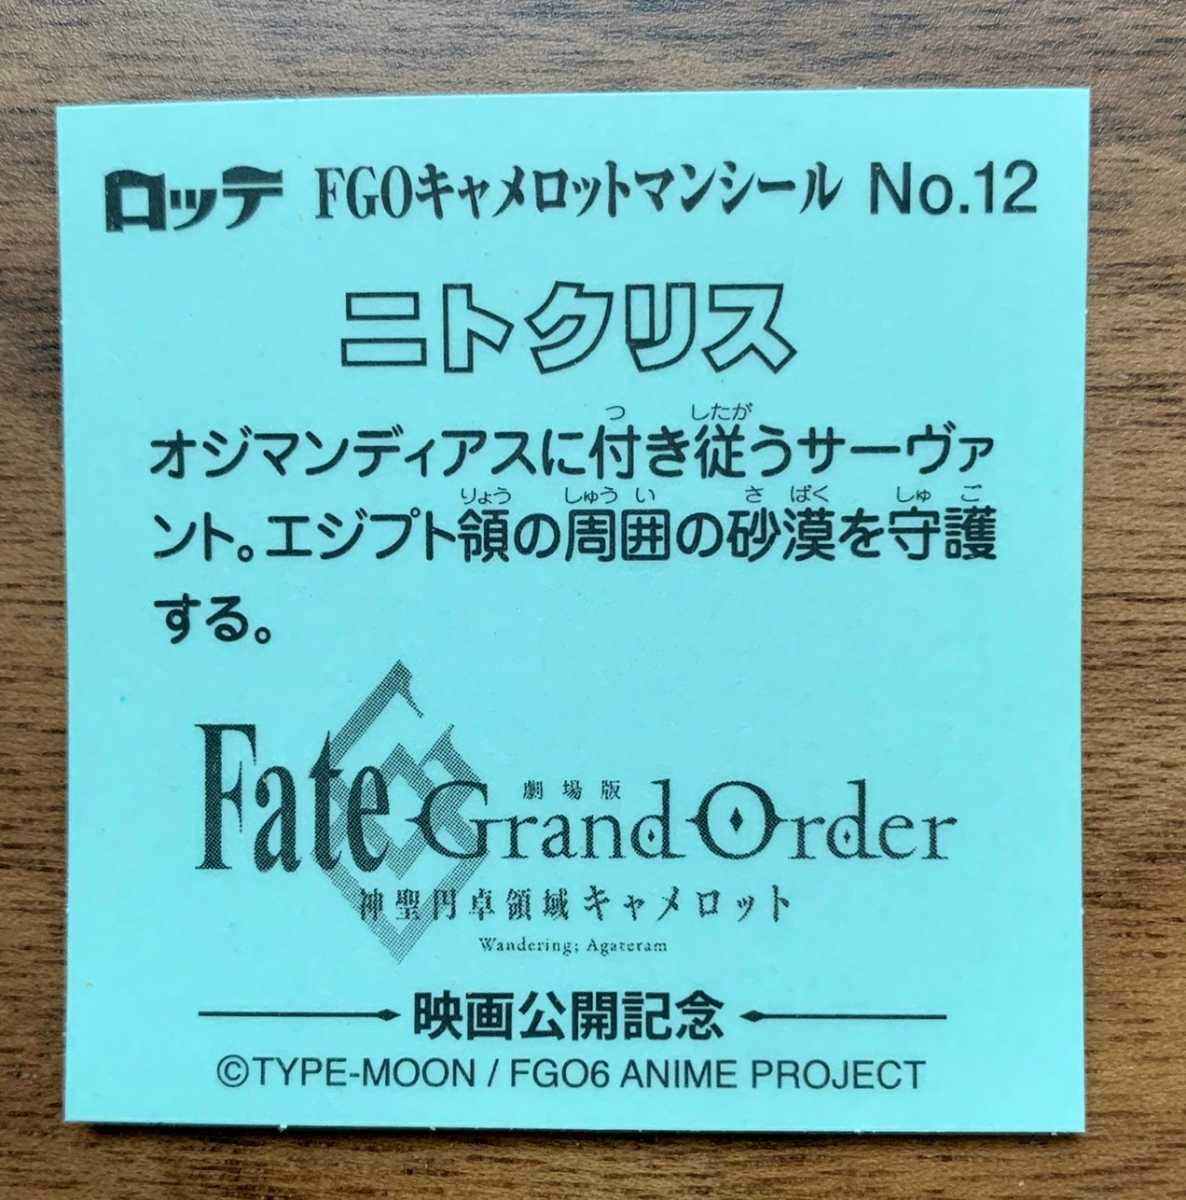 ロッテ FGOキャメロットマンシール No.12
ニトクリス
つ したが
オジマンディアスに付き従うサーヴァ
りょう しゅう い さ ばく しゅ ご
ント。エジプト領の周囲の砂漠を守護
する。
劇場版
Fate Grand Order
神聖円卓領域キャメロット
Wandering; Agateram
映画公開記念
©TYPE-MOON / FGO6 ANIME PROJECT